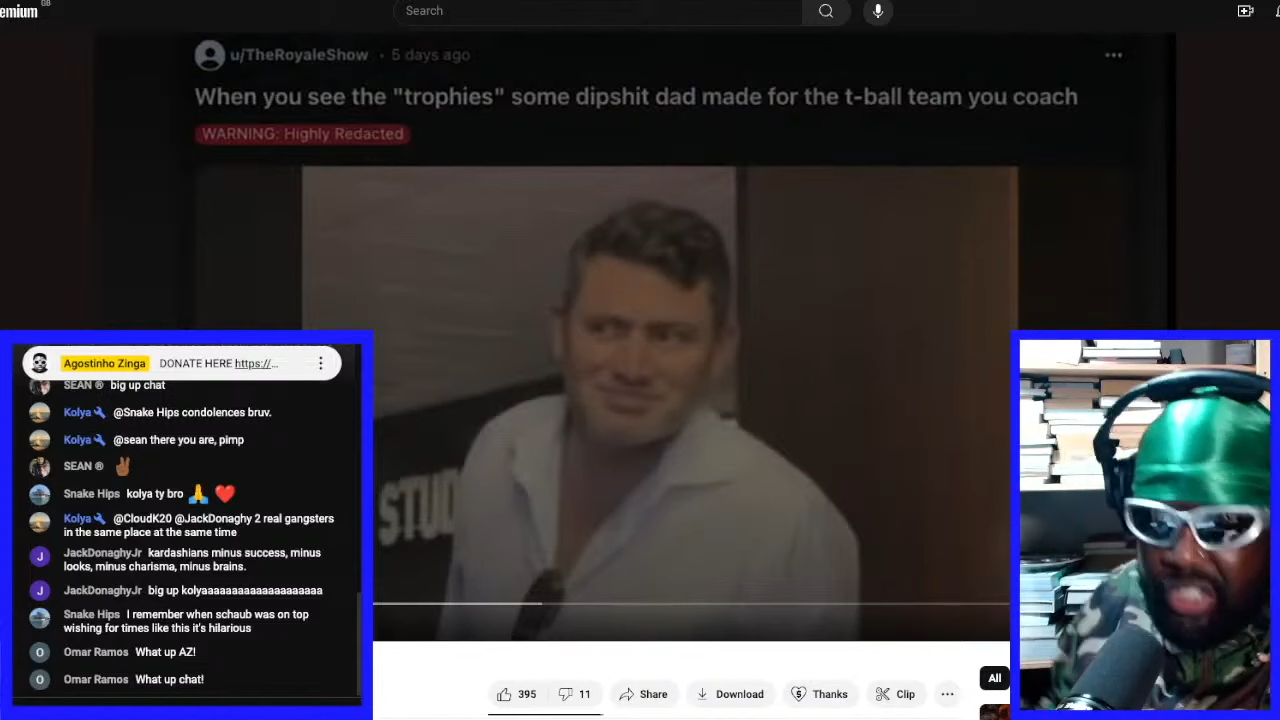 emium GB
Search
u/TheRoyaleShow • 5 days ago
When you see the "trophies" some dipshit dad made for the t-ball team you coach
WARNING: Highly Redacted
STUD
Agostinho Zinga DONATE HERE https://...
SEAN ® big up chat
Kolya @Snake Hips condolences bruv.
Kolya @sean there you are, pimp
SEAN ® ✌🏾
Snake Hips kolya ty bro 🙏 ❤️
Kolya @CloudK20 @JackDonaghy 2 real gangsters
in the same place at the same time
J JackDonaghyJr kardashians minus success, minus
looks, minus charisma, minus brains.
J JackDonaghyJr big up kolyaaaaaaaaaaaaaaaaaaaa
Snake Hips I remember when schaub was on top
wishing for times like this it's hilarious
O Omar Ramos What up AZ!
O Omar Ramos What up chat!
All
395 11 Share Download Thanks Clip